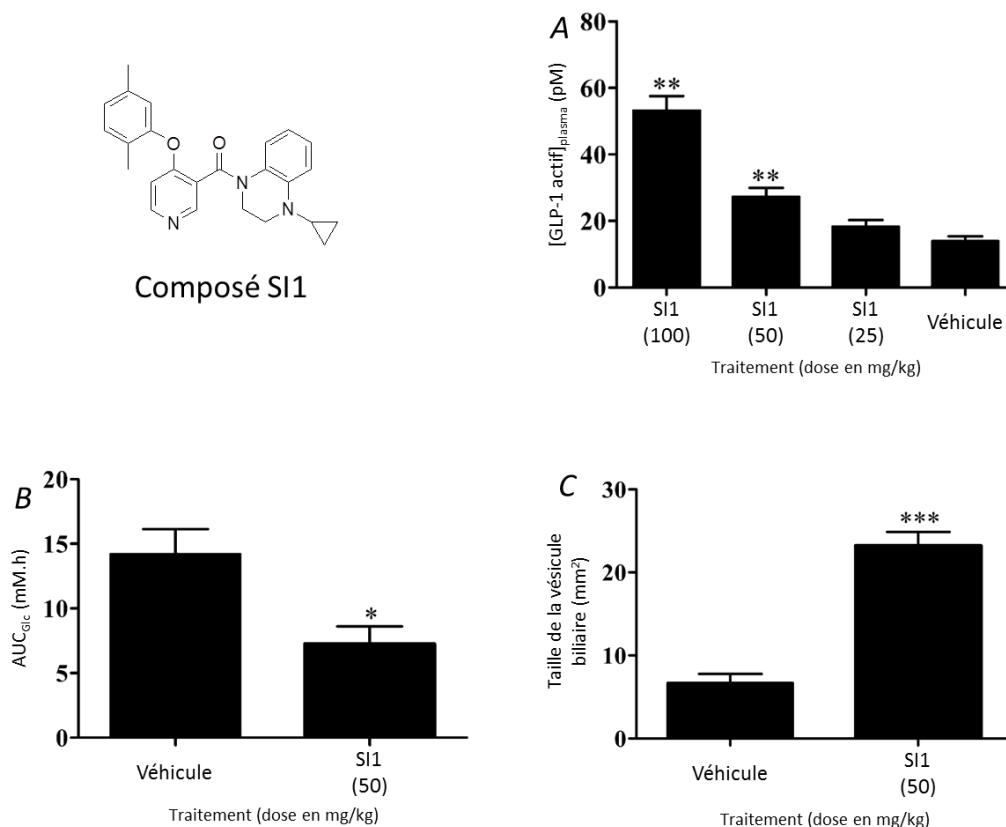 O
O
N
N
N
Composé SI1
A
[GLP-1 actif]plasma (pM)
80
60
40
20
0
**
**
SI1
(100)
SI1
(50)
SI1
(25)
Véhicule
Traitement (dose en mg/kg)
B
AUCGlc (mM.h)
20
15
10
5
0
*
Véhicule
SI1
(50)
Traitement (dose en mg/kg)
C
Taille de la vésicule
biliaire (mm²)
30
20
10
0
***
Véhicule
SI1
(50)
Traitement (dose en mg/kg)